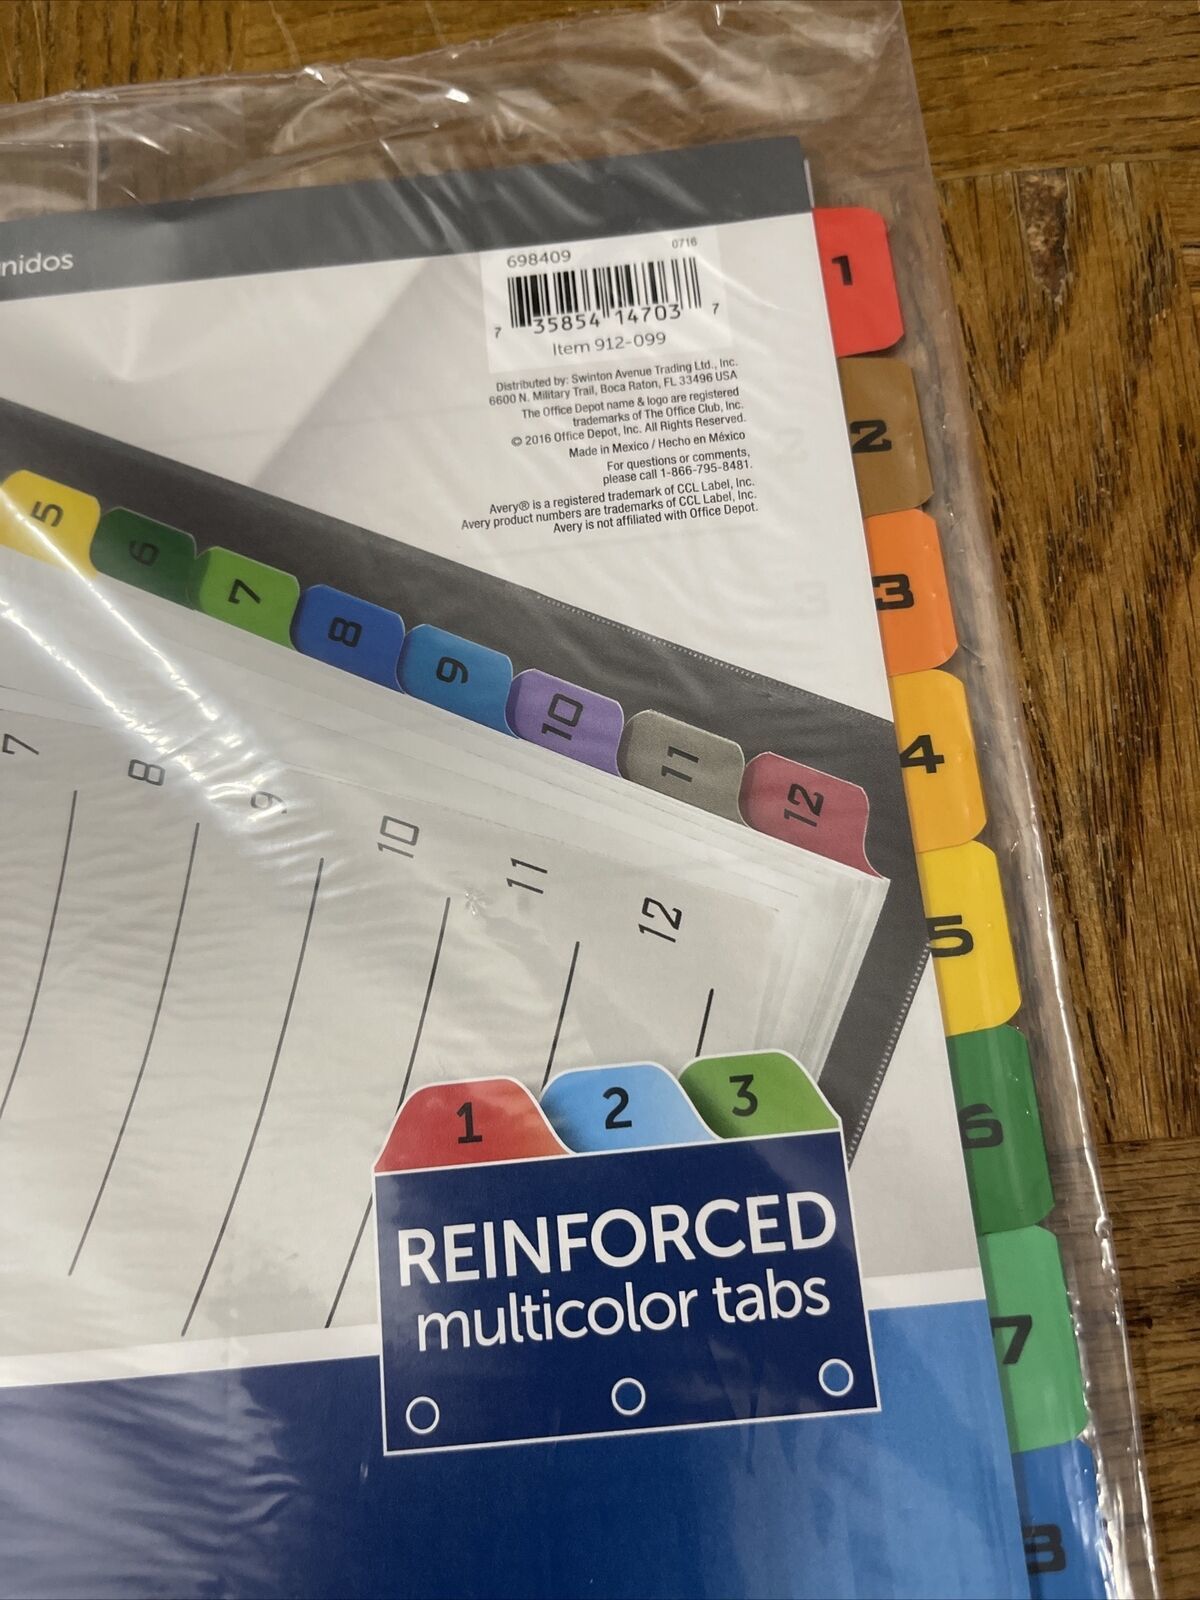 nidos
698409
0716
7 35854 14703 7
Item 912-099
Distributed by: Swinton Avenue Trading Ltd., Inc.
6600 N. Military Trail, Boca Raton, FL 33496 USA
The Office Depot name & logo are registered
trademarks of The Office Club, Inc.
© 2016 Office Depot, Inc. All Rights Reserved.
Made in Mexico / Hecho en México
For questions or comments,
please call 1-866-795-8481.
Avery® is a registered trademark of CCL Label, Inc.
Avery product numbers are trademarks of CCL Label, Inc.
Avery is not affiliated with Office Depot.
1
2
3
4
5
6
7
8
5
6
7
8
9
10
11
12
7
8
9
10
11
12
1
2
3
REINFORCED
multicolor tabs